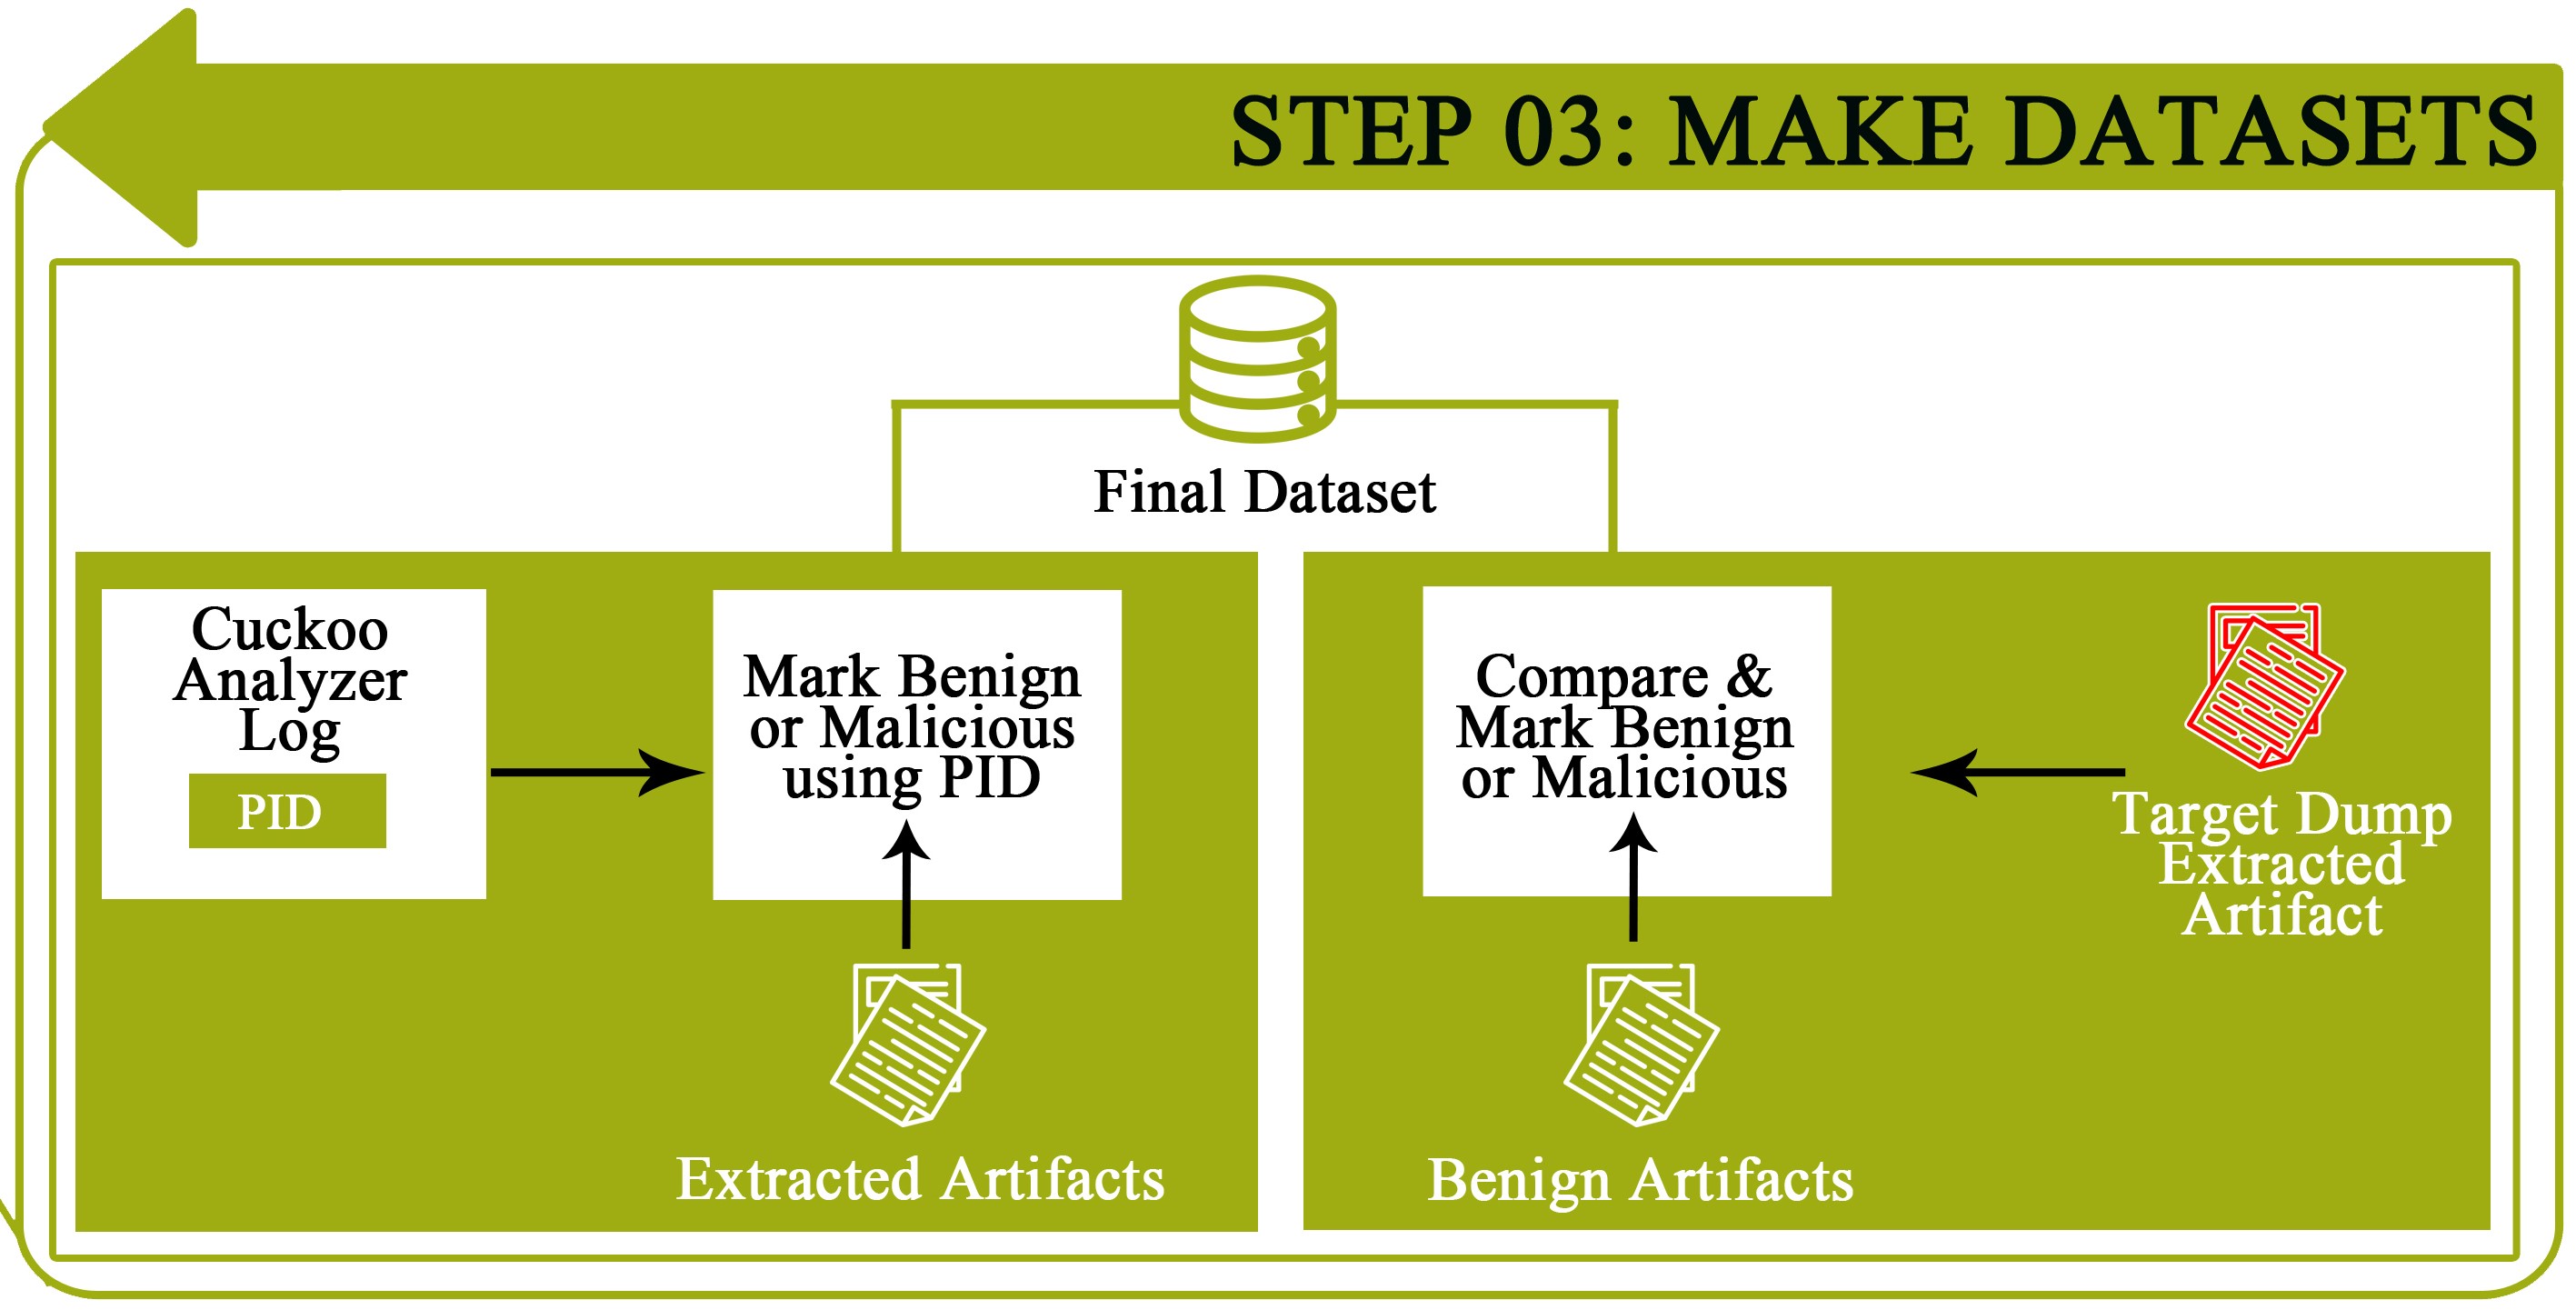 STEP 03: MAKE DATASETS
Final Dataset
Cuckoo
Analyzer
Log
PID
Mark Benign
or Malicious
using PID
Extracted Artifacts
Compare &
Mark Benign
or Malicious
Benign Artifacts
Target Dump
Extracted
Artifact